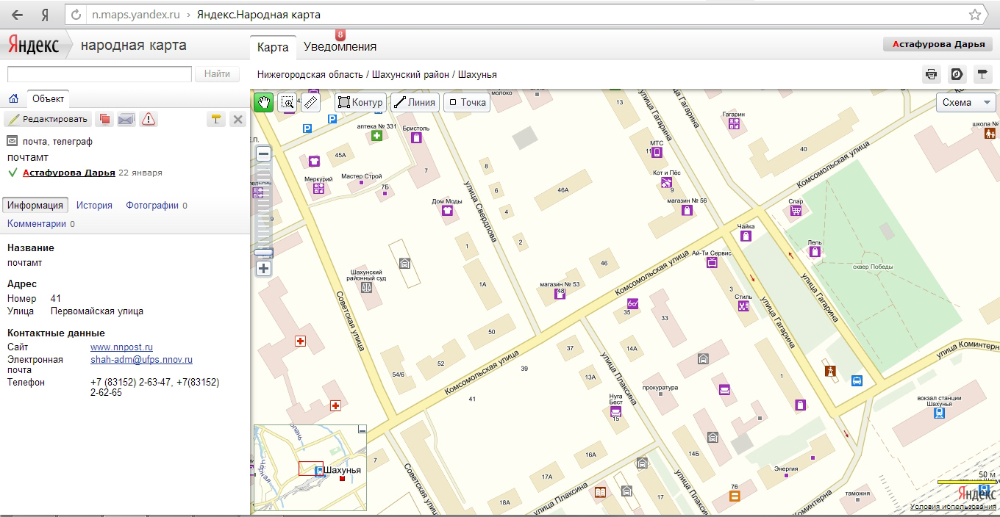 n.maps.yandex.ru › Яндекс.Народная карта
Яндекс
народная карта
Карта
Уведомления
8
Астафурова Дарья
Найти
Нижегородская область / Шахунский район / Шахунья
Объект
Редактировать
почта, телеграф
почтамт
Астафурова Дарья 22 января
Информация
История
Фотографии 0
Комментарии 0
Название
почтамт
Адрес
Номер 41
Улица Первомайская улица
Контактные данные
Сайт www.nnpost.ru
Электронная
почта
shah-adm@ufps.nnov.ru
Телефон +7 (83152) 2-63-47, +7(83152)
2-62-65
Контур
Линия
Точка
Схема
молоко
13
Гагарин
школа №
аптека № 331
Бристоль
МТС
40
45А
7
8
Кот и Пёс
9
Меркурий
Мастер Строй
7Б
6
46А
магазин № 56
Дом Моды
4
Спар
9
1
2
Чайка
Лель
сквер Победы
Шахунский
районный суд
1А
46
Ай-Ти Сервис
магазин № 53
48
3
Стиль
35
33
50
37
14А
52
54/6
39
13А
1
41
прокуратура
Нуга
Бест
15
вокзал станции
Шахунья
7
16А
14Б
17А
Энергия
18А
17
76
таможня
улица Гагарина
улица Гагарина
Комсомольская улица
улица Свердлова
Советская улица
Комсомольская улица
Комсомольская улица
улица Гагарина
улица Гагарина
улица Коминтерна
улица Плаксина
улица Плаксина
улица Плаксина
Советская улица
Коминтерна
Шахунья
50 м
Яндекс
Условия использования